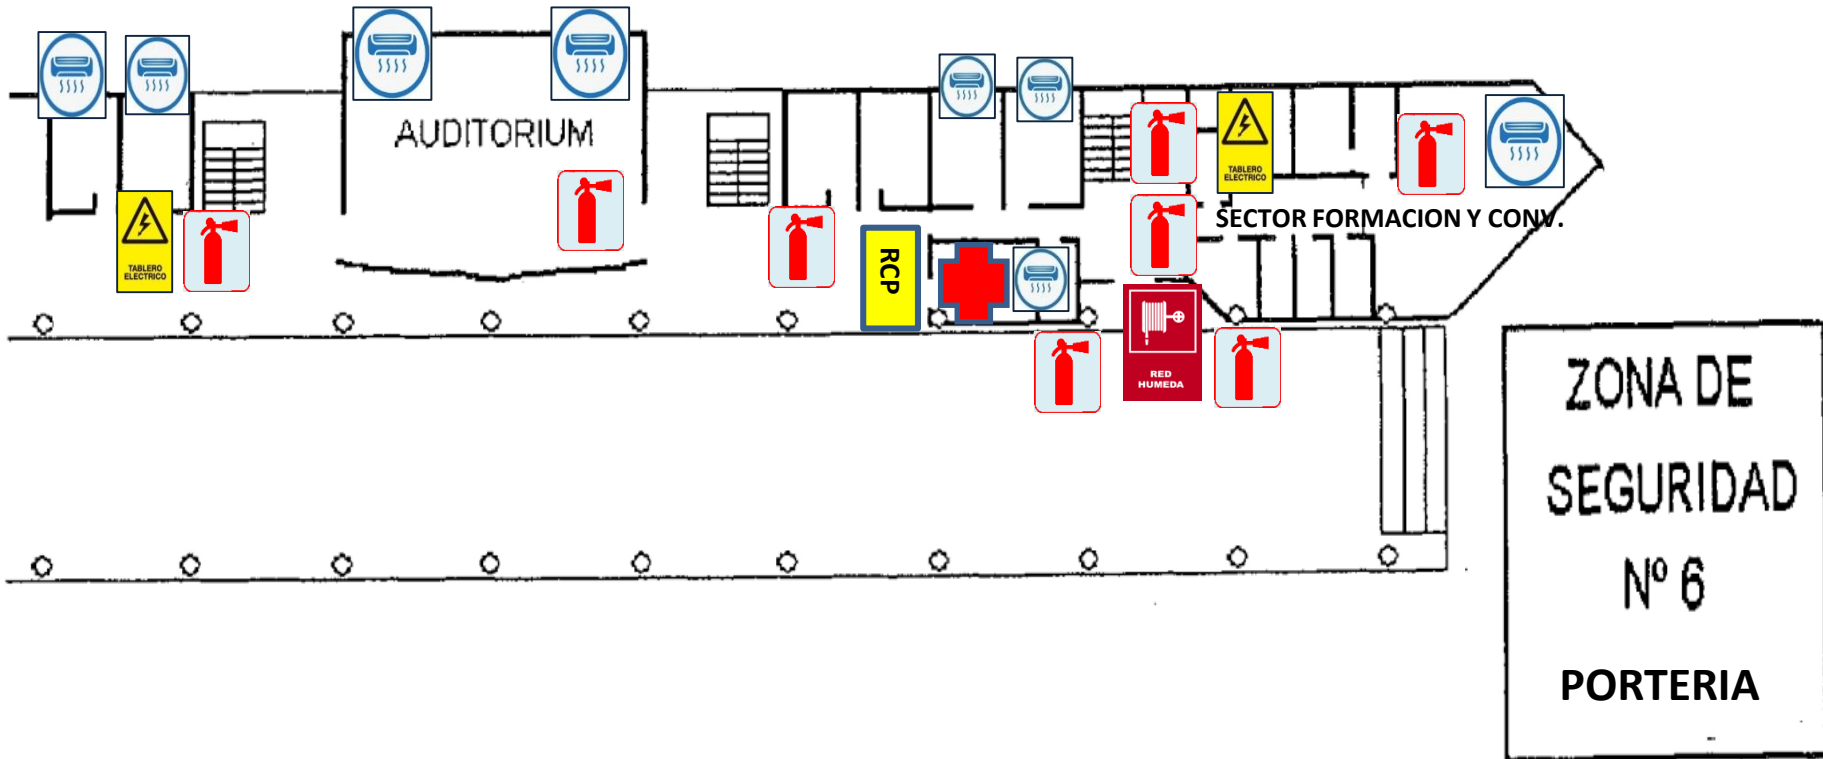 AUDITORIUM
TABLERO
ELECTRICO
TABLERO
ELECTRICO
SECTOR FORMACION Y CONV.
RCP
RED
HUMEDA
ZONA DE
SEGURIDAD
Nº 6
PORTERIA